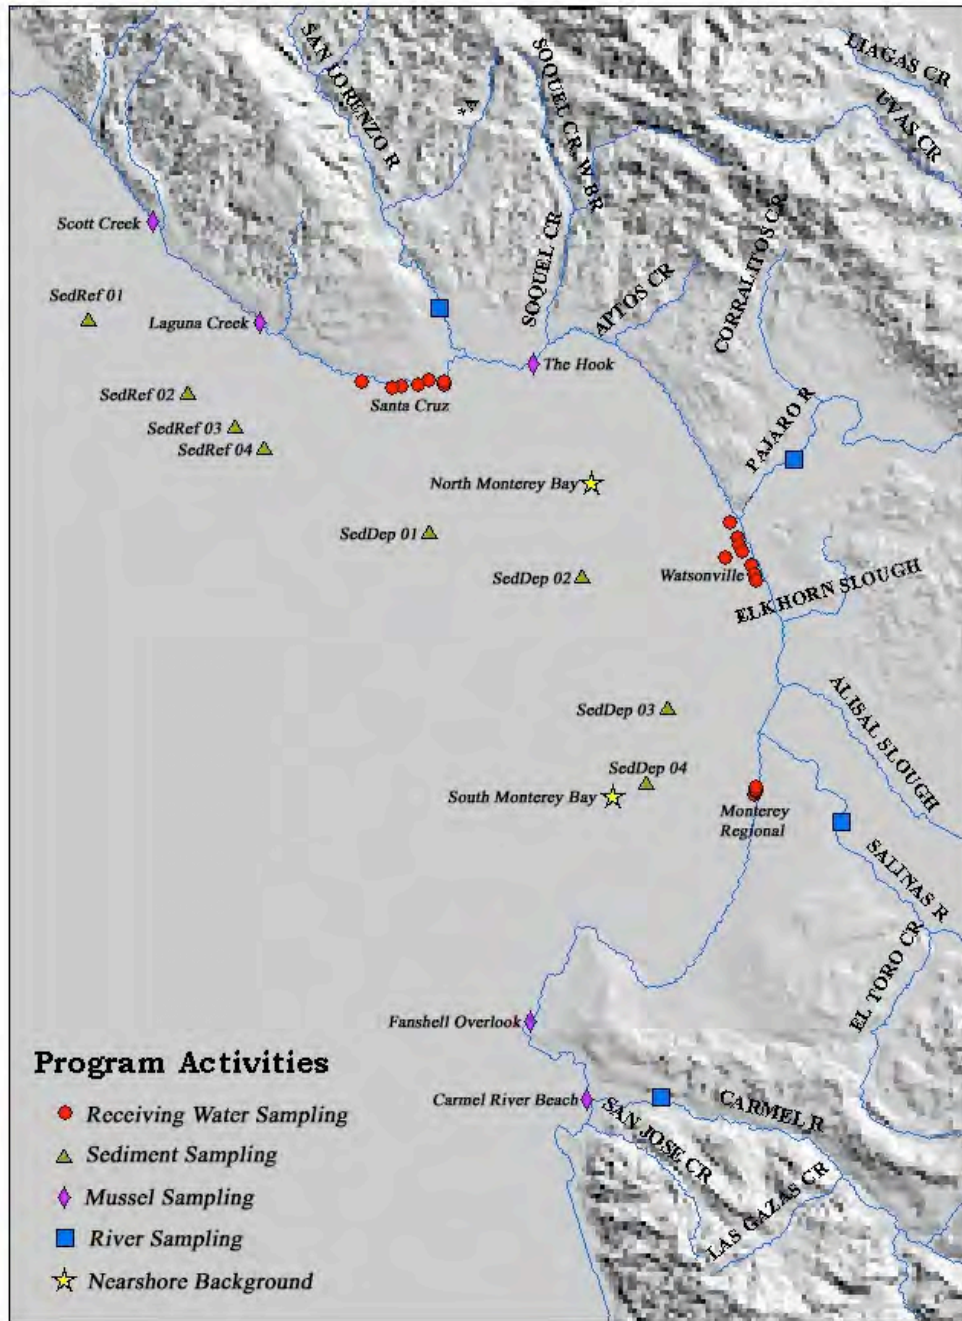 LIAGAS CR
UVAS CR
SAN LORENZO R
*A
SOQUEL CR, W BR
SOQUEL CR
APTOS CR
CORRALITOS CR
Scott Creek
SedRef 01
Laguna Creek
The Hook
SedRef 02
Santa Cruz
SedRef 03
SedRef 04
PAJARO R
North Monterey Bay
SedDep 01
SedDep 02
Watsonville
ELKHORN SLOUGH
SedDep 03
ALISAL SLOUGH
SedDep 04
South Monterey Bay
Monterey
Regional
SALINAS R
EL TORO CR
Fanshell Overlook
Carmel River Beach
CARMEL R
SAN JOSE CR
LAS GAZAS CR
Program Activities
Receiving Water Sampling
Sediment Sampling
Mussel Sampling
River Sampling
Nearshore Background